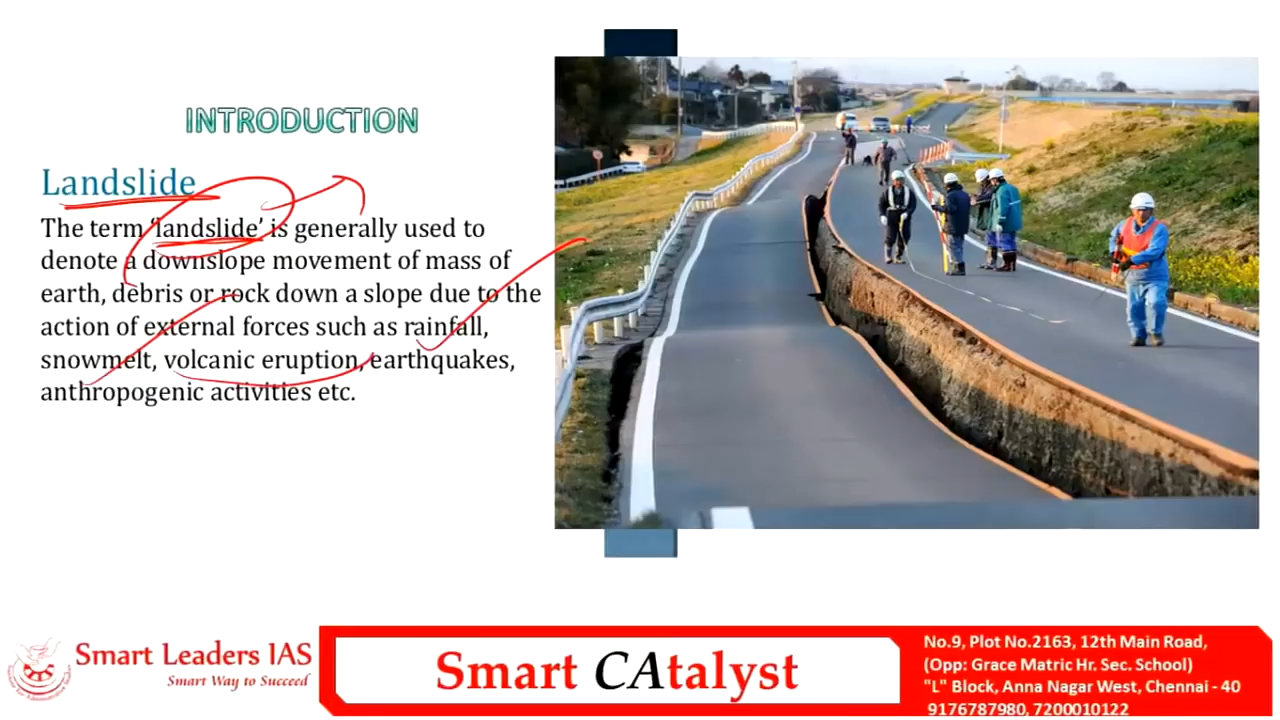 INTRODUCTION
Landslide
The term ‘landslide’ is generally used to
denote a downslope movement of mass of
earth, debris or rock down a slope due to the
action of external forces such as rainfall,
snowmelt, volcanic eruption, earthquakes,
anthropogenic activities etc.
Smart Leaders IAS
Smart Way to Succeed
Smart CAtalyst
No.9, Plot No.2163, 12th Main Road,
(Opp: Grace Matric Hr. Sec. School)
"L" Block, Anna Nagar West, Chennai - 40
9176787980, 7200010122